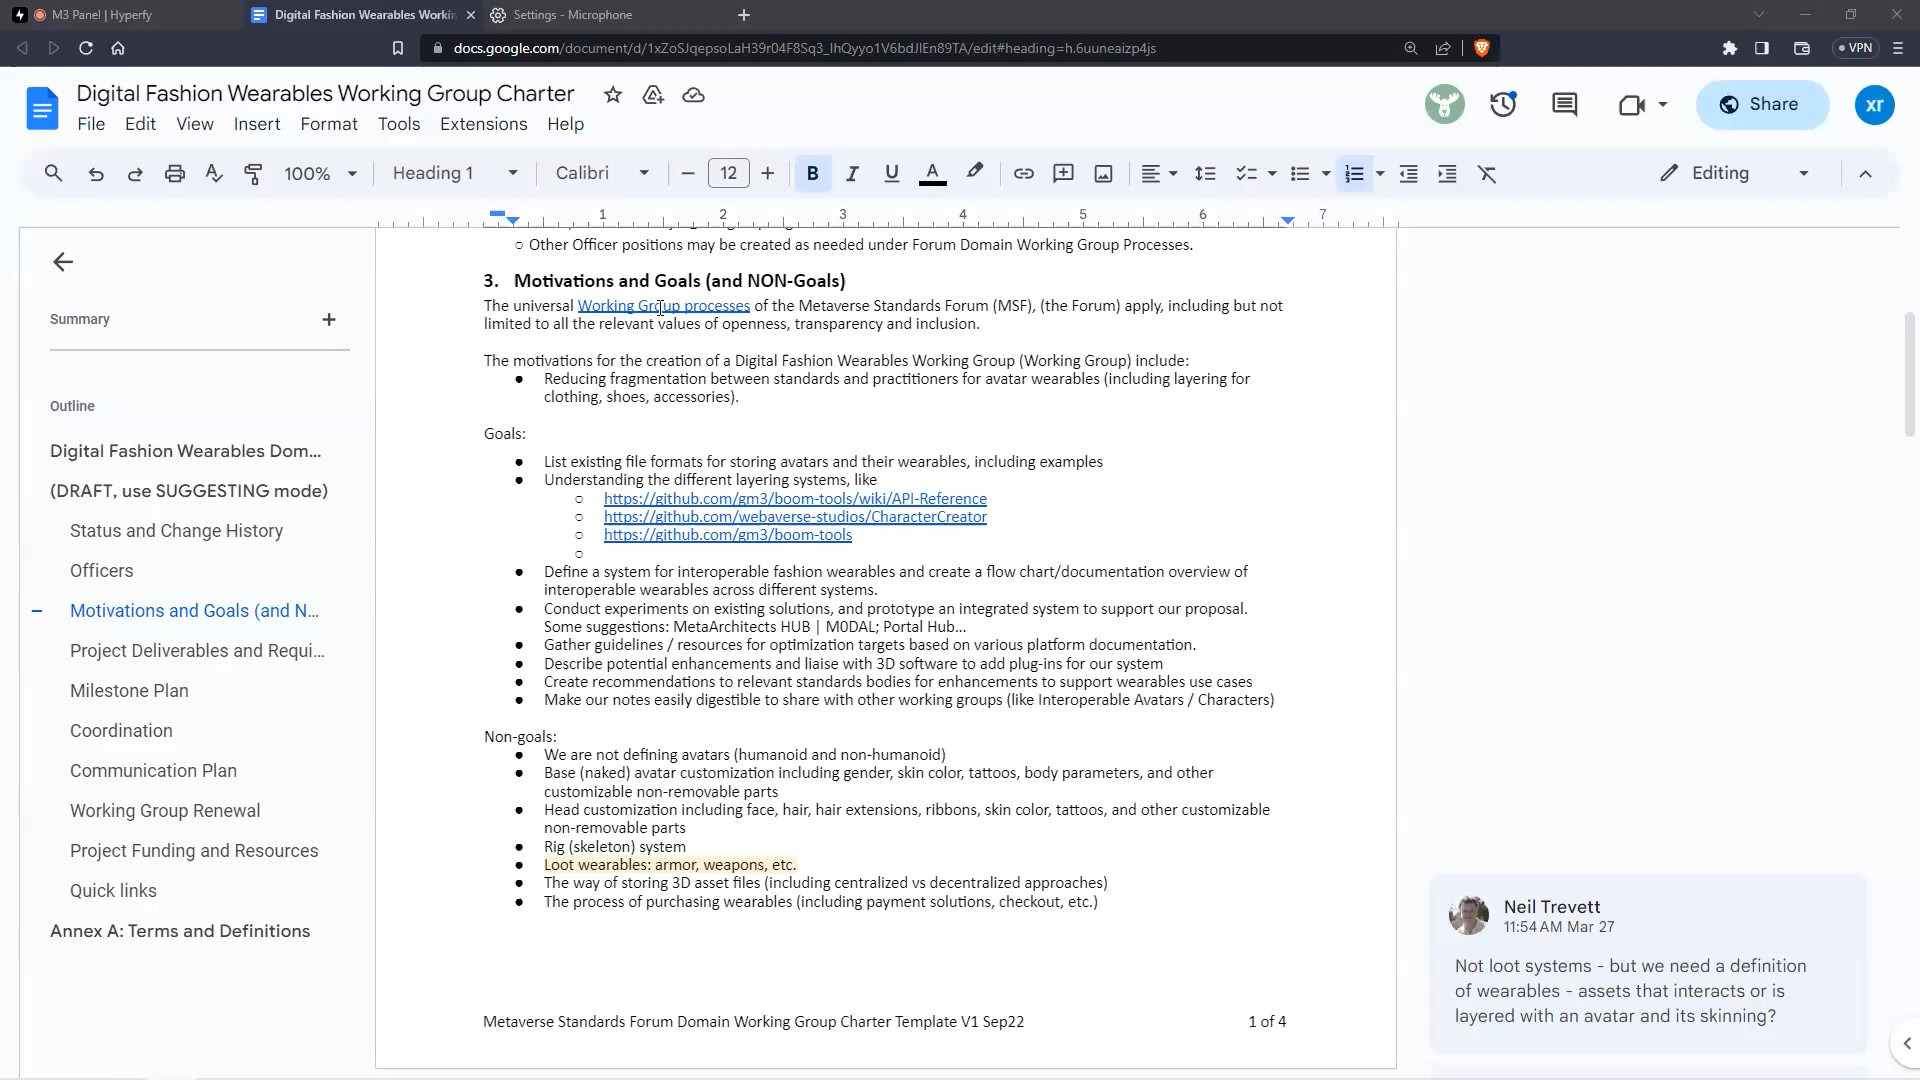 M3 Panel | Hyperfy
Digital Fashion Wearables Workin
Settings - Microphone
docs.google.com/document/d/1xZoSJqepsoLaH39r04F8Sq3_lhQyyo1V6bdJlEn89TA/edit#heading=h.6uuneaizp4js
VPN
Digital Fashion Wearables Working Group Charter
File Edit View Insert Format Tools Extensions Help
Share
xr
100%
Heading 1
Calibri
12
Editing
1 2 3 4 5 6 7
Summary
Outline
Digital Fashion Wearables Dom...
(DRAFT, use SUGGESTING mode)
Status and Change History
Officers
Motivations and Goals (and N...
Project Deliverables and Requi...
Milestone Plan
Coordination
Communication Plan
Working Group Renewal
Project Funding and Resources
Quick links
Annex A: Terms and Definitions
○ Other Officer positions may be created as needed under Forum Domain Working Group Processes.
3. Motivations and Goals (and NON-Goals)
The universal Working Group processes of the Metaverse Standards Forum (MSF), (the Forum) apply, including but not
limited to all the relevant values of openness, transparency and inclusion.
The motivations for the creation of a Digital Fashion Wearables Working Group (Working Group) include:
● Reducing fragmentation between standards and practitioners for avatar wearables (including layering for
clothing, shoes, accessories).
Goals:
● List existing file formats for storing avatars and their wearables, including examples
● Understanding the different layering systems, like
○ https://github.com/gm3/boom-tools/wiki/API-Reference
○ https://github.com/webaverse-studios/CharacterCreator
○ https://github.com/gm3/boom-tools
○
● Define a system for interoperable fashion wearables and create a flow chart/documentation overview of
interoperable wearables across different systems.
● Conduct experiments on existing solutions, and prototype an integrated system to support our proposal.
Some suggestions: MetaArchitects HUB | M0DAL; Portal Hub...
● Gather guidelines / resources for optimization targets based on various platform documentation.
● Describe potential enhancements and liaise with 3D software to add plug-ins for our system
● Create recommendations to relevant standards bodies for enhancements to support wearables use cases
● Make our notes easily digestible to share with other working groups (like Interoperable Avatars / Characters)
Non-goals:
● We are not defining avatars (humanoid and non-humanoid)
● Base (naked) avatar customization including gender, skin color, tattoos, body parameters, and other
customizable non-removable parts
● Head customization including face, hair, hair extensions, ribbons, skin color, tattoos, and other customizable
non-removable parts
● Rig (skeleton) system
● Loot wearables: armor, weapons, etc.
● The way of storing 3D asset files (including centralized vs decentralized approaches)
● The process of purchasing wearables (including payment solutions, checkout, etc.)
Metaverse Standards Forum Domain Working Group Charter Template V1 Sep22
1 of 4
Neil Trevett
11:54 AM Mar 27
Not loot systems - but we need a definition
of wearables - assets that interacts or is
layered with an avatar and its skinning?